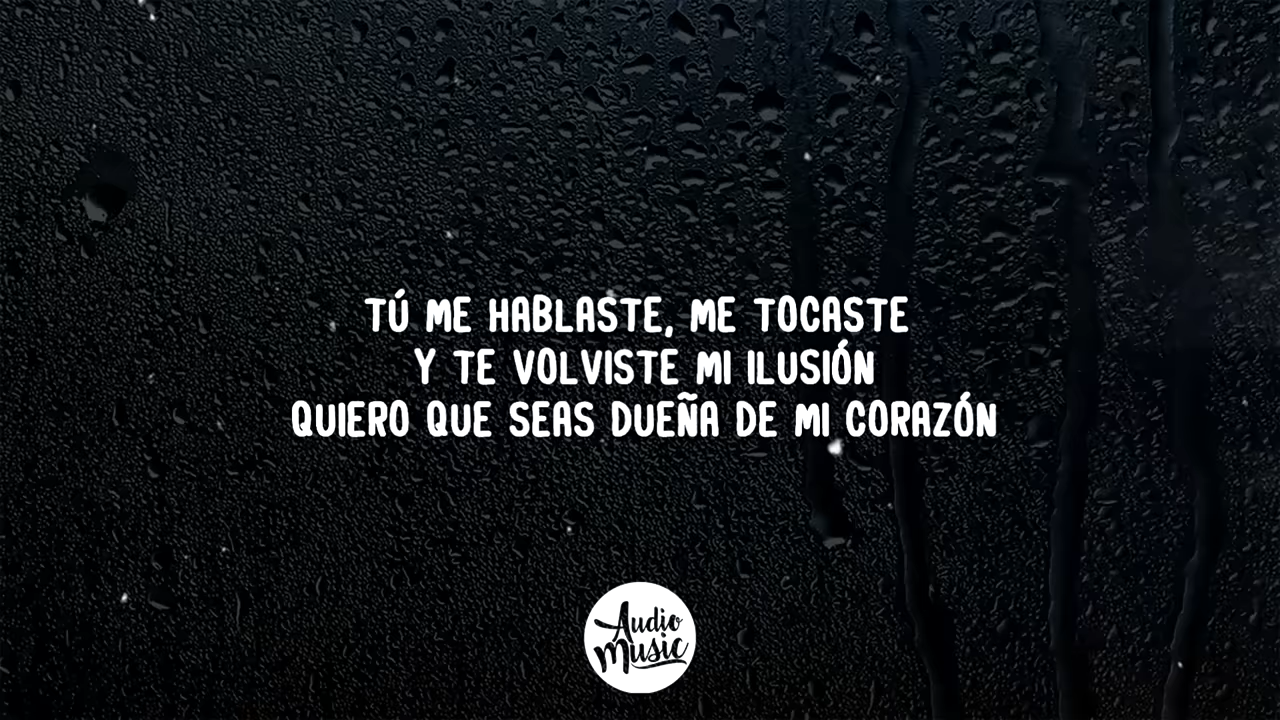 TÚ ME HABLASTE, ME TOCASTE
Y TE VOLVISTE MI ILUSIÓN
QUIERO QUE SEAS DUEÑA DE MI CORAZÓN
Audio
Music